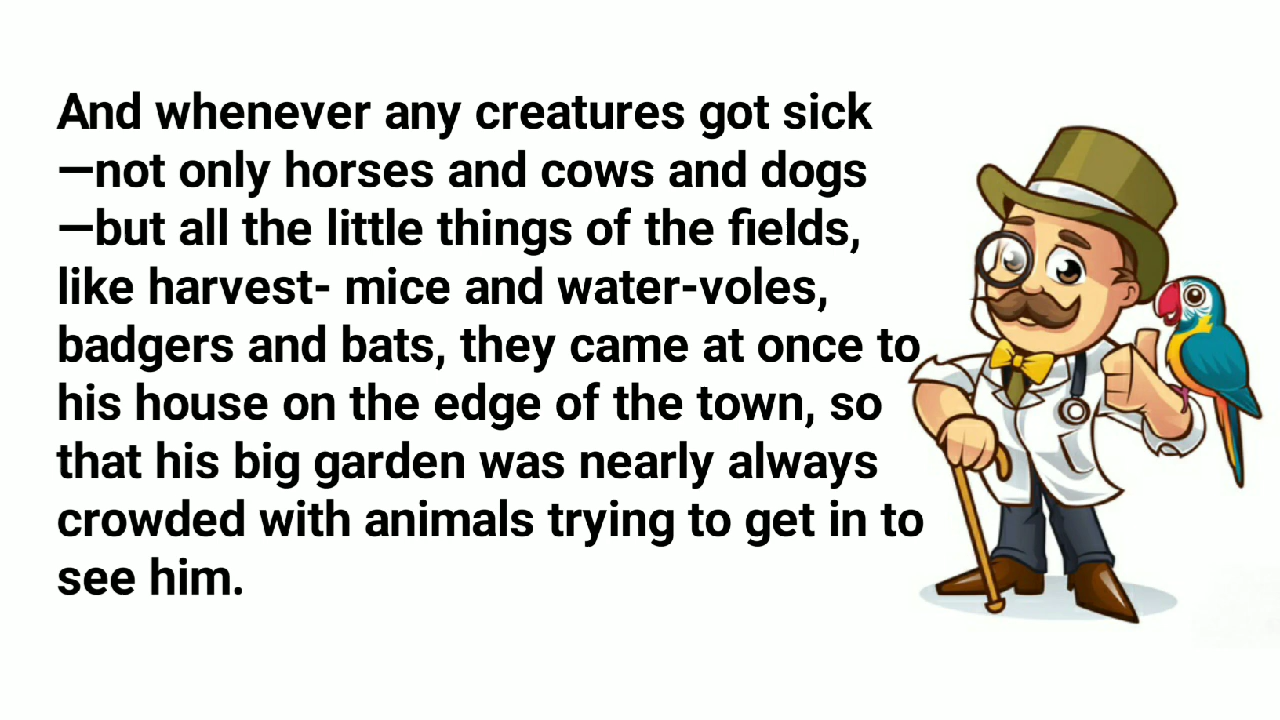 And whenever any creatures got sick
—not only horses and cows and dogs
—but all the little things of the fields,
like harvest- mice and water-voles,
badgers and bats, they came at once to
his house on the edge of the town, so
that his big garden was nearly always
crowded with animals trying to get in to
see him.